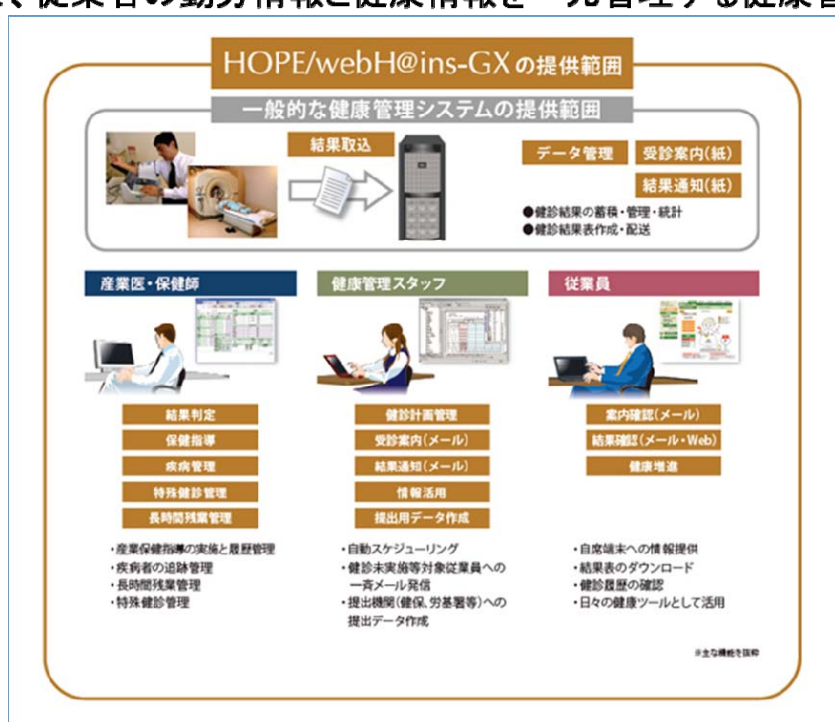 従業者の勤労情報と健康情報を一元管理する健康管
HOPE/webH@ins-GXの提供範囲
一般的な健康管理システムの提供範囲
結果取込
データ管理
受診案内(紙)
結果通知(紙)
●健診結果の蓄積・管理・統計
●健診結果表作成・配送
産業医・保健師
結果判定
保健指導
疾病管理
特殊健診管理
長時間残業管理
・産業保健指導の実施と履歴管理
・疾病者の追跡管理
・長時間残業管理
・特殊健診管理
健康管理スタッフ
健診計画管理
受診案内(メール)
結果通知(メール)
情報活用
提出用データ作成
・自動スケジューリング
・健診未実施等対象従業員への
一斉メール発信
・提出機関(健保、労基署等)への
提出データ作成
従業員
案内確認(メール)
結果確認(メール・Web)
健康増進
・自席端末への情報提供
・結果表のダウンロード
・健診履歴の確認
・日々の健康ツールとして活用
※主な機能を抜粋